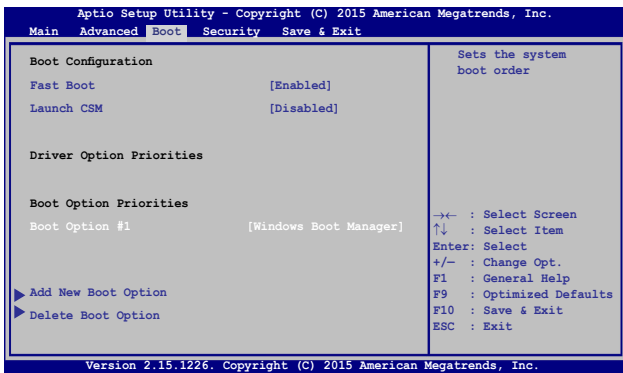 Aptio Setup Utility - Copyright (C) 2015 American Megatrends, Inc.
Main Advanced Boot Security Save & Exit
Boot Configuration
Fast Boot [Enabled]
Launch CSM [Disabled]
Driver Option Priorities
Boot Option Priorities
Boot Option #1 [Windows Boot Manager]
Add New Boot Option
Delete Boot Option
Sets the system
boot order
→← : Select Screen
↑↓ : Select Item
Enter: Select
+/— : Change Opt.
F1 : General Help
F9 : Optimized Defaults
F10 : Save & Exit
ESC : Exit
Version 2.15.1226. Copyright (C) 2015 American Megatrends, Inc.